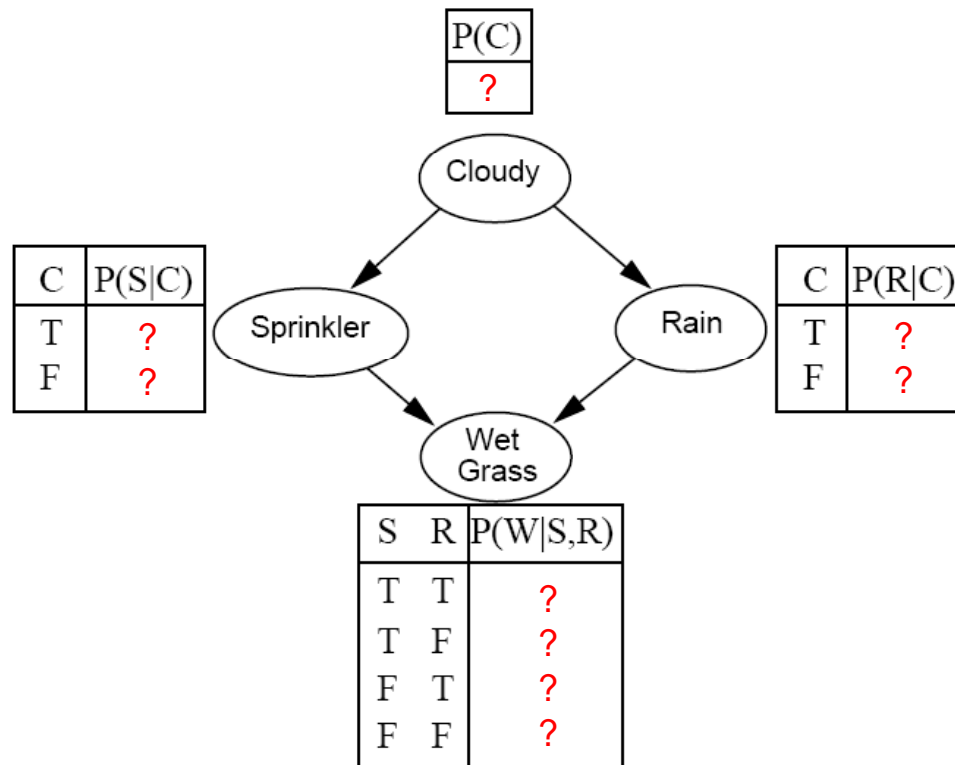 P(C)
?
Cloudy
C P(S|C)
T ?
F ?
Sprinkler
Rain
C P(R|C)
T ?
F ?
Wet
Grass
S R P(W|S,R)
T T ?
T F ?
F T ?
F F ?